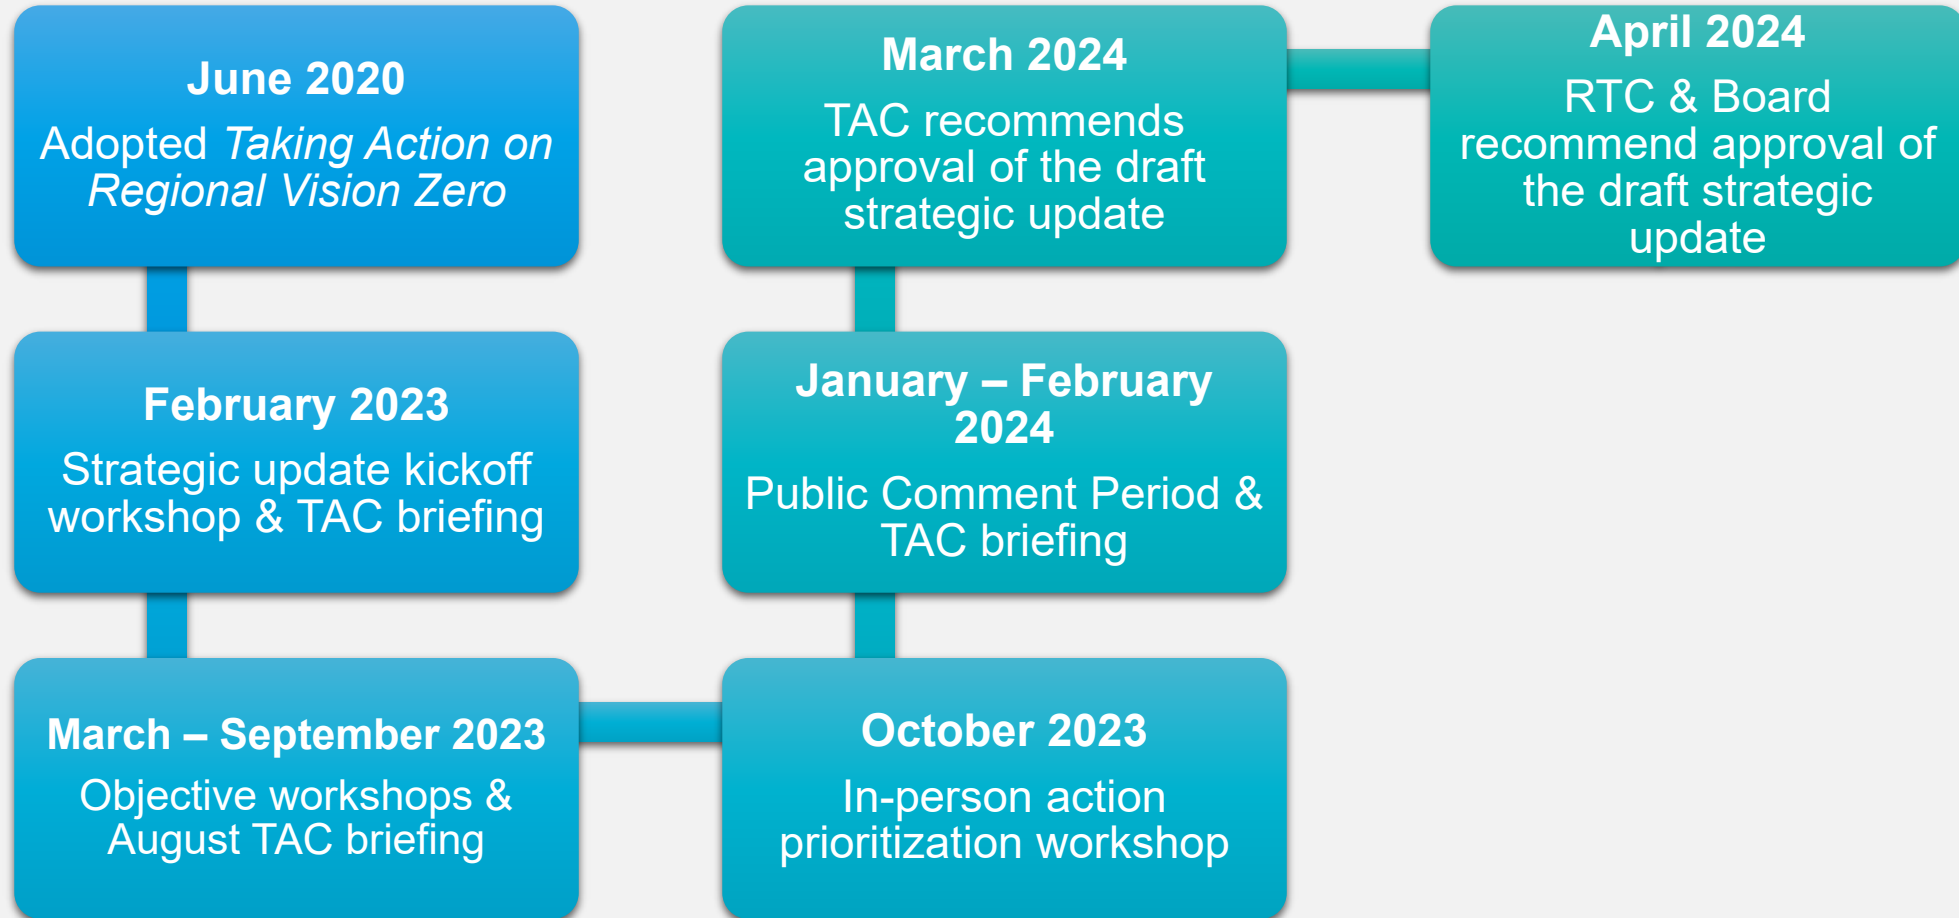 June 2020
Adopted Taking Action on
Regional Vision Zero
February 2023
Strategic update kickoff
workshop & TAC briefing
March – September 2023
Objective workshops &
August TAC briefing
October 2023
In-person action
prioritization workshop
January – February
2024
Public Comment Period &
TAC briefing
March 2024
TAC recommends
approval of the draft
strategic update
April 2024
RTC & Board
recommend approval of
the draft strategic
update